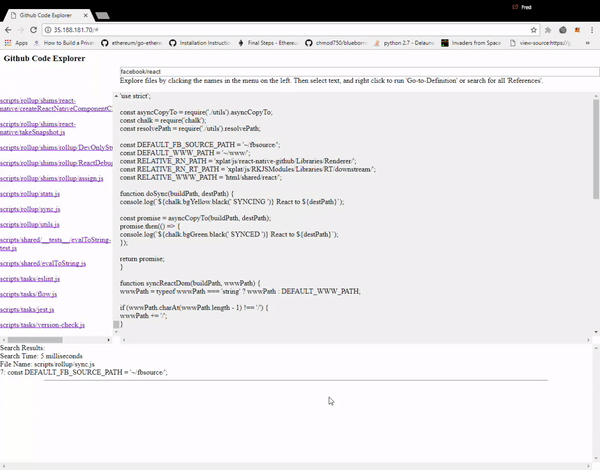 Fred
Github Code Explorer
35.188.181.70/#
Apps
How to Build a Priva
ethereum/go-ethere
Installation Instruction
Final Steps - Ethereum
chmod750/blueborn
python 2.7 - Delaunay
Invaders from Space
view-source:https://
Github Code Explorer
facebook/react
Explore files by clicking the names in the menu on the left. Then select text, and right click to run 'Go-to-Definition' or search for all 'References'.
scripts/rollup/shims/react-
native/createReactNativeComponentC
scripts/rollup/shims/react-
native/takeSnapshot.js
scripts/rollup/shims/rollup/DevOnlySt
scripts/rollup/shims/rollup/ReactDebug
scripts/rollup/shims/rollup/assign.js
scripts/rollup/stats.js
scripts/rollup/sync.js
scripts/rollup/utils.js
scripts/shared/__tests__/evalToString-
test.js
scripts/shared/evalToString.js
scripts/tasks/eslint.js
scripts/tasks/flow.js
scripts/tasks/jest.js
scripts/tasks/version-check.js
'use strict';
const asyncCopyTo = require('./utils').asyncCopyTo;
const chalk = require('chalk');
const resolvePath = require('./utils').resolvePath;
const DEFAULT_FB_SOURCE_PATH = '~/fbsource/';
const DEFAULT_WWW_PATH = '~/www/';
const RELATIVE_RN_PATH = 'xplat/js/react-native-github/Libraries/Renderer/';
const RELATIVE_RN_RT_PATH = 'xplat/js/RKJSModules/Libraries/RT/downstream/';
const RELATIVE_WWW_PATH = 'html/shared/react/';
function doSync(buildPath, destPath) {
console.log(`${chalk.bgYellow.black(' SYNCING ')} React to ${destPath}`);
const promise = asyncCopyTo(buildPath, destPath);
promise.then(() => {
console.log(`${chalk.bgGreen.black(' SYNCED ')} React to ${destPath}`);
});
return promise;
}
function syncReactDom(buildPath, wwwPath) {
wwwPath = typeof wwwPath === 'string' ? wwwPath : DEFAULT_WWW_PATH;
if (wwwPath.charAt(wwwPath.length - 1) !== '/') {
wwwPath += '/';
}
Search Results:
Search Time: 5 milliseconds
File Name: scripts/rollup/sync.js
7: const DEFAULT_FB_SOURCE_PATH = '~/fbsource/';